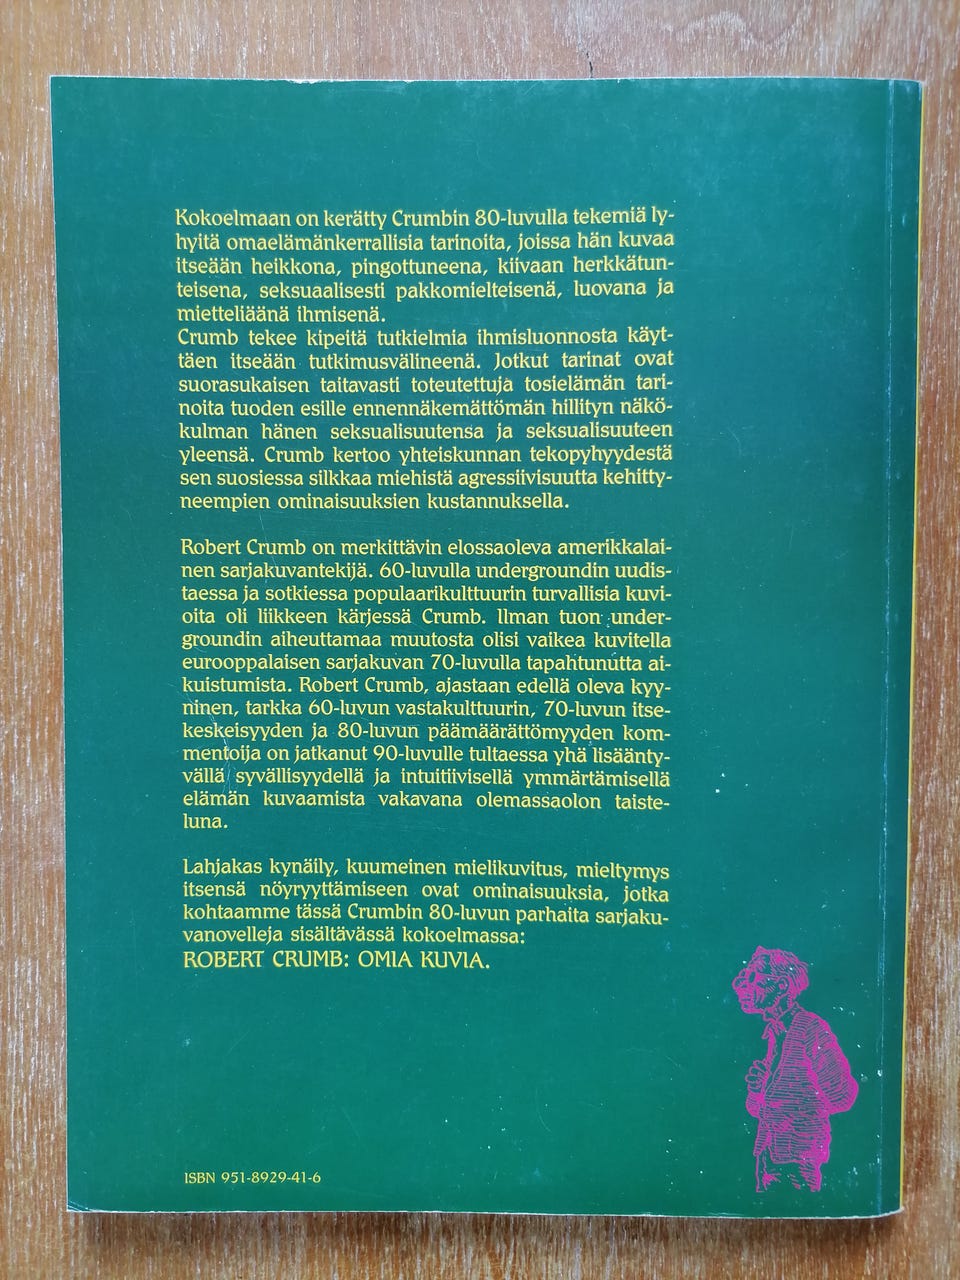 Kokoelmaan on kerätty Crumbin 80-luvulla tekemiä ly-
hyitä omaelämänkerrallisia tarinoita, joissa hän kuvaa
itseään heikkona, pingottuneena, kiivaan herkkätun-
teisena, seksuaalisesti pakkomielteisenä, luovana ja
mietteliäänä ihmisenä.
Crumb tekee kipeitä tutkielmia ihmisluonnosta käyt-
täen itseään tutkimusvälineenä. Jotkut tarinat ovat
suorasukaisen taitavasti toteutettuja tosielämän tari-
noita tuoden esille ennennäkemättömän hillityn näkö-
kulman hänen seksualisuutensa ja seksualisuuteen
yleensä. Crumb kertoo yhteiskunnan tekopyhyydestä
sen suosiessa silkkaa miehistä agressiivisuutta kehitty-
neempien ominaisuuksien kustannuksella.
Robert Crumb on merkittävin elossaoleva amerikkalai-
nen sarjakuvantekijä. 60-luvulla undergroundin uudis-
taessa ja sotkiessa populaarikulttuurin turvallisia kuvi-
oita oli liikkeen kärjessä Crumb. Ilman tuon under-
groundin aiheuttamaa muutosta olisi vaikea kuvitella
eurooppalaisen sarjakuvan 70-luvulla tapahtunutta ai-
kuistumista. Robert Crumb, ajastaan edellä oleva kyy-
ninen, tarkka 60-luvun vastakulttuurin, 70-luvun itse-
keskeisyyden ja 80-luvun päämäärättömyyden kom-
mentoija on jatkanut 90-luvulle tultaessa yhä lisäänty-
vällä syvällisyydellä ja intuitiivisellä ymmärtämisellä
elämän kuvaamista vakavana olemassaolon taiste-
luna.
Lahjakas kynäily, kuumeinen mielikuvitus, mieltymys
itsensä nöyryyttämiseen ovat ominaisuuksia, jotka
kohtaamme tässä Crumbin 80-luvun parhaita sarjaku-
vanovelleja sisältävässä kokoelmassa:
ROBERT CRUMB: OMIA KUVIA.
ISBN 951-8929-41-6